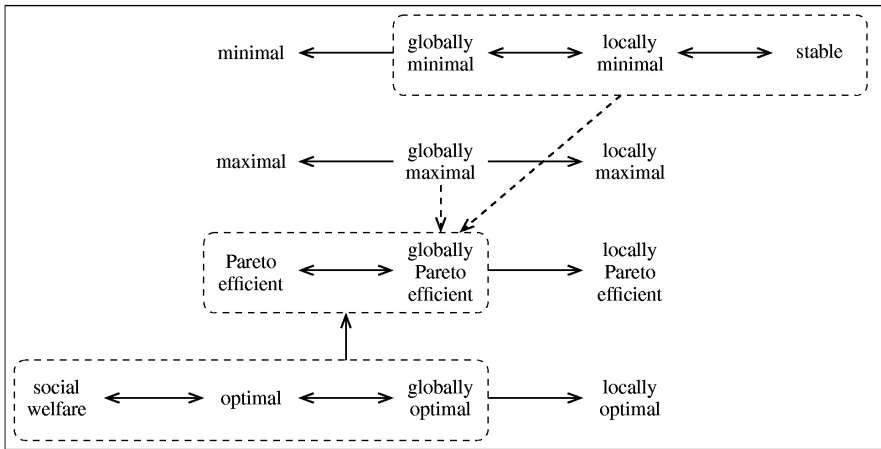 minimal
globally
minimal
locally
minimal
stable
maximal
globally
maximal
locally
maximal
Pareto
efficient
globally
Pareto
efficient
locally
Pareto
efficient
social
welfare
optimal
globally
optimal
locally
optimal